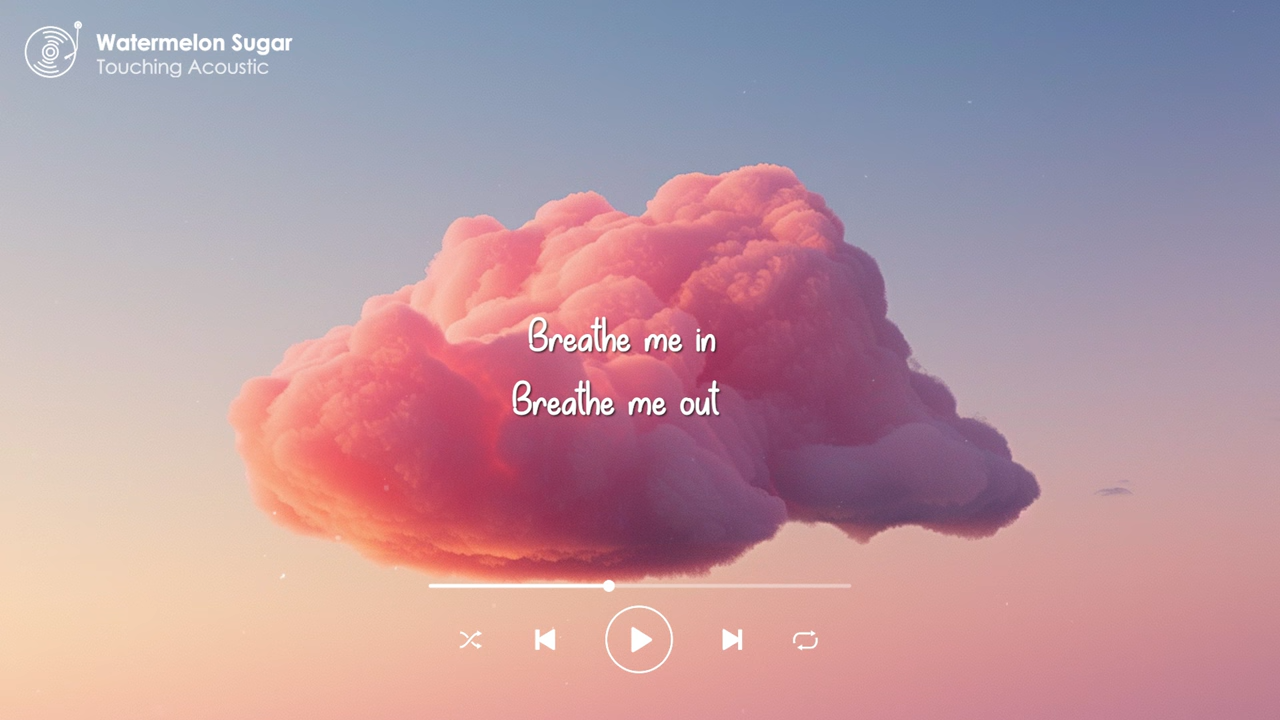 Watermelon Sugar
Touching Acoustic
Breathe me in
Breathe me out